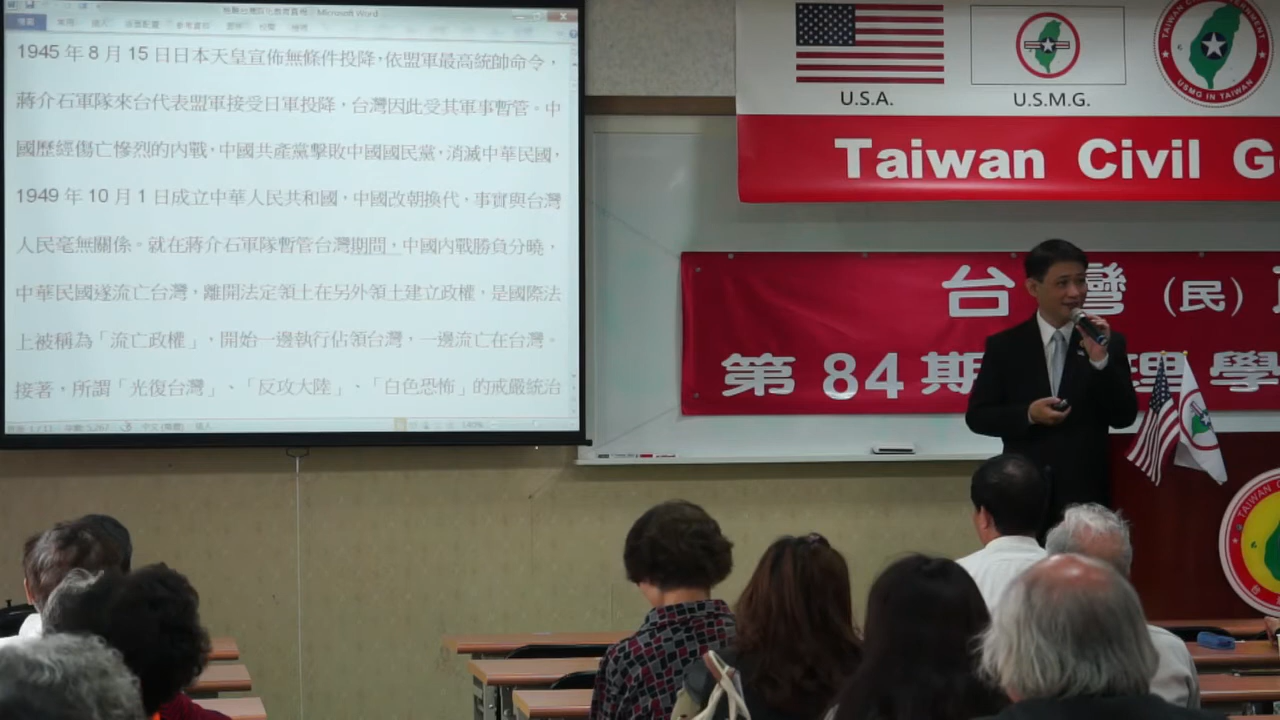 Microsoft Word
1945 年 8 月 15 日日本天皇宣佈無條件投降，依盟軍最高統帥命令，
蔣介石軍隊來台代表盟軍接受日軍投降，台灣因此受其軍事暫管。中
國歷經傷亡慘烈的內戰，中國共產黨擊敗中國國民黨，消滅中華民國，
1949 年 10 月 1 日成立中華人民共和國，中國改朝換代，事實與台灣
人民毫無關係。就在蔣介石軍隊暫管台灣期間，中國內戰勝負分曉，
中華民國遂流亡台灣，離開法定領土在另外領土建立政權，是國際法
上被稱為「流亡政權」，開始一邊執行佔領台灣，一邊流亡在台灣。
接著，所謂「光復台灣」、「反攻大陸」、「白色恐怖」的戒嚴統治
U.S.A.
U.S.M.G.
USMG IN TAIWAN
Taiwan Civil G
台灣（民）
第 84 期 理學